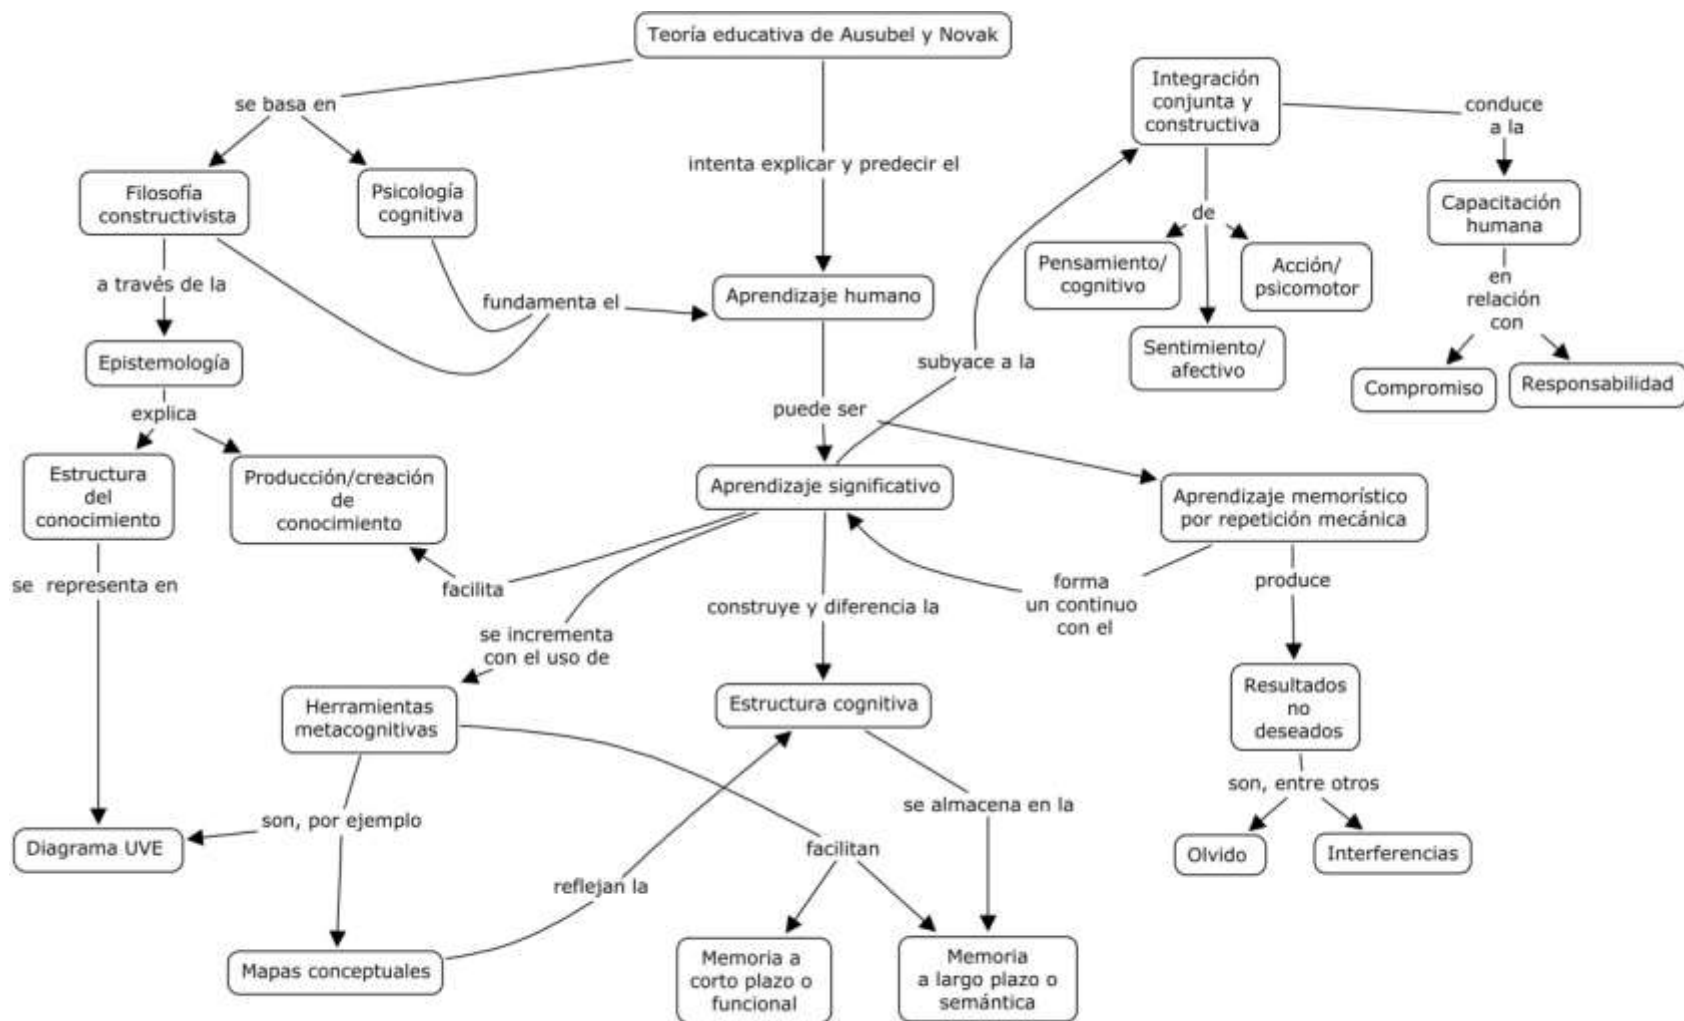 Teoría educativa de Ausubel y Novak
se basa en
intenta explicar y predecir el
Filosofía
constructivista
Psicología
cognitiva
a través de la
fundamenta el
Aprendizaje humano
Epistemología
explica
Estructura
del
conocimiento
Producción/creación
de
conocimiento
se representa en
puede ser
subyace a la
Integración
conjunta y
constructiva
conduce
a la
de
Pensamiento/
cognitivo
Acción/
psicomotor
Sentimiento/
afectivo
Capacitación
humana
en
relación
con
Compromiso
Responsabilidad
Aprendizaje significativo
Aprendizaje memorístico
por repetición mecánica
facilita
se incrementa
con el uso de
construye y diferencia la
forma
un continuo
con el
produce
Herramientas
metacognitivas
Estructura cognitiva
Resultados
no
deseados
son, por ejemplo
Diagrama UVE
se almacena en la
son, entre otros
facilitan
Olvido
Interferencias
reflejan la
Mapas conceptuales
Memoria a
corto plazo o
funcional
Memoria
a largo plazo o
semántica